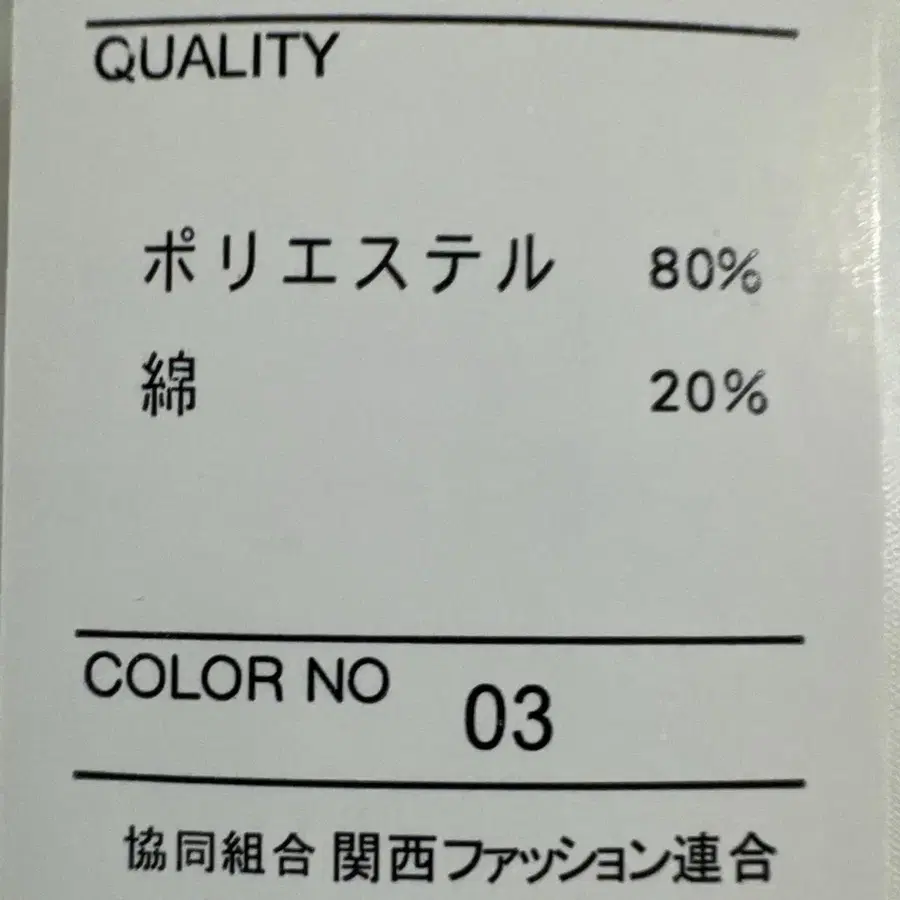 QUALITY
ポリエステル 80%
綿 20%
COLOR NO 03
協同組合 関西ファッション連合